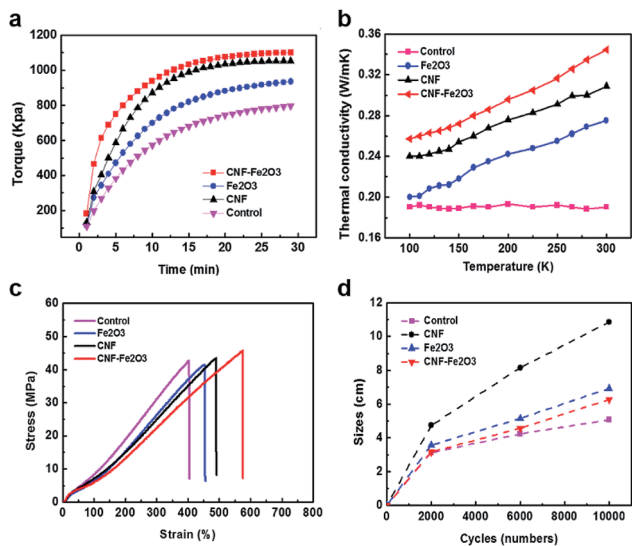 a
Torque (Kpa)
1200
1000
800
600
400
200
0
5
10
15
20
25
30
Time (min)
CNF-Fe2O3
Fe2O3
CNF
Control
b
Thermal conductivity (W/mK)
0.36
0.32
0.28
0.24
0.20
0.16
100
150
200
250
300
Temperature (K)
Control
Fe2O3
CNF
CNF-Fe2O3
c
Stress (MPa)
60
50
40
30
20
10
0
0 100 200 300 400 500 600 700 800
Strain (%)
Control
Fe2O3
CNF
CNF-Fe2O3
d
Sizes (cm)
12
10
8
6
4
2
0
0 2000 4000 6000 8000 10000
Cycles (numbers)
Control
CNF
Fe2O3
CNF-Fe2O3